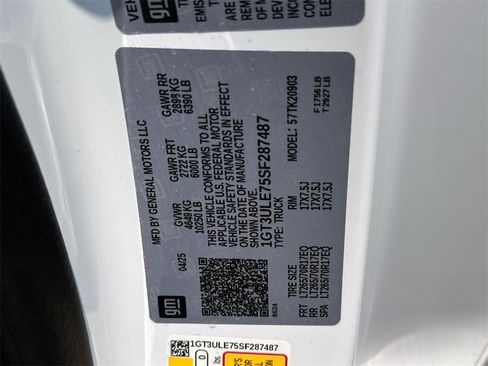 MFD BY GENERAL MOTORS LLC
04/25
GVWR
4649 KG
10250 LB
GAWR FRT
2722 KG
6000 LB
GAWR RR
2898 KG
6390 LB
THIS VEHICLE CONFORMS TO ALL
APPLICABLE U.S. FEDERAL MOTOR
VEHICLE SAFETY STANDARDS IN EFFECT
ON THE DATE OF MANUFACTURE
SHOWN ABOVE.
1GT3ULE75SF287487
TYPE: TRUCK
MODEL: 57TK20903
F1756 LB
T2927 LB
gm
8624
TIRE SIZE RIM
FRT LT265/70R17EQ 17X7.5J
RR LT265/70R17EQ 17X7.5J
SPA LT265/70R17EQ 17X7.5J
1GT3ULE75SF287487
gm